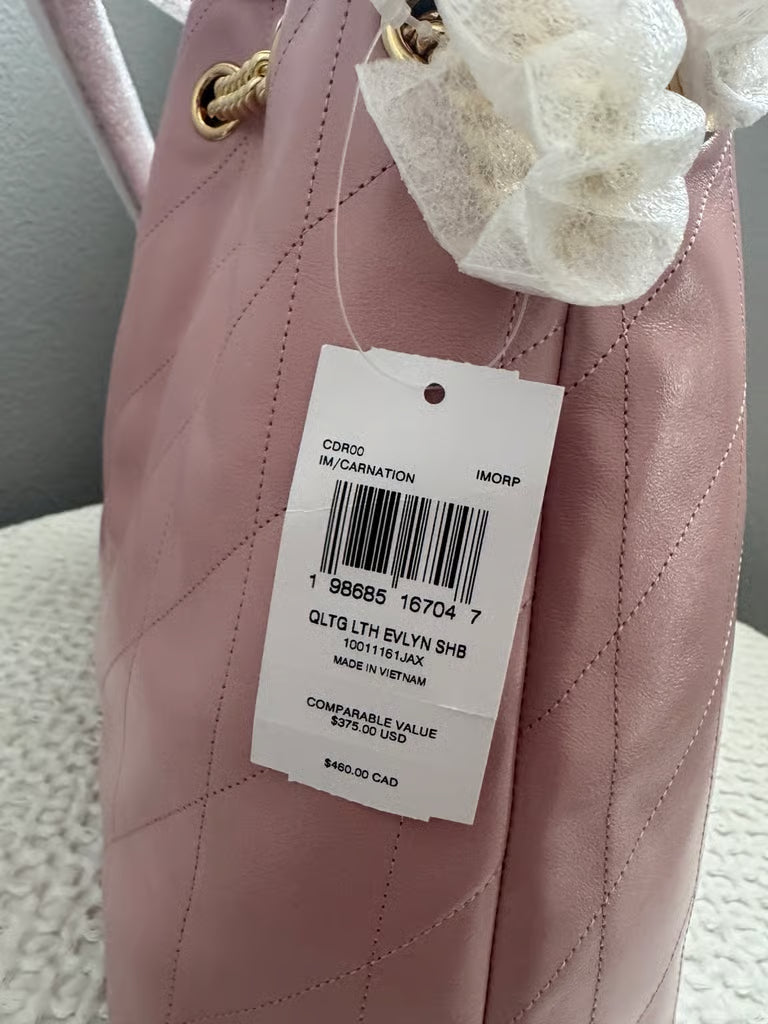 CDR00
IM/CARNATION IMORP
1 98685 16704 7
QLTG LTH EVLYN SHB
10011161JAX
MADE IN VIETNAM
COMPARABLE VALUE
$375.00 USD
$460.00 CAD